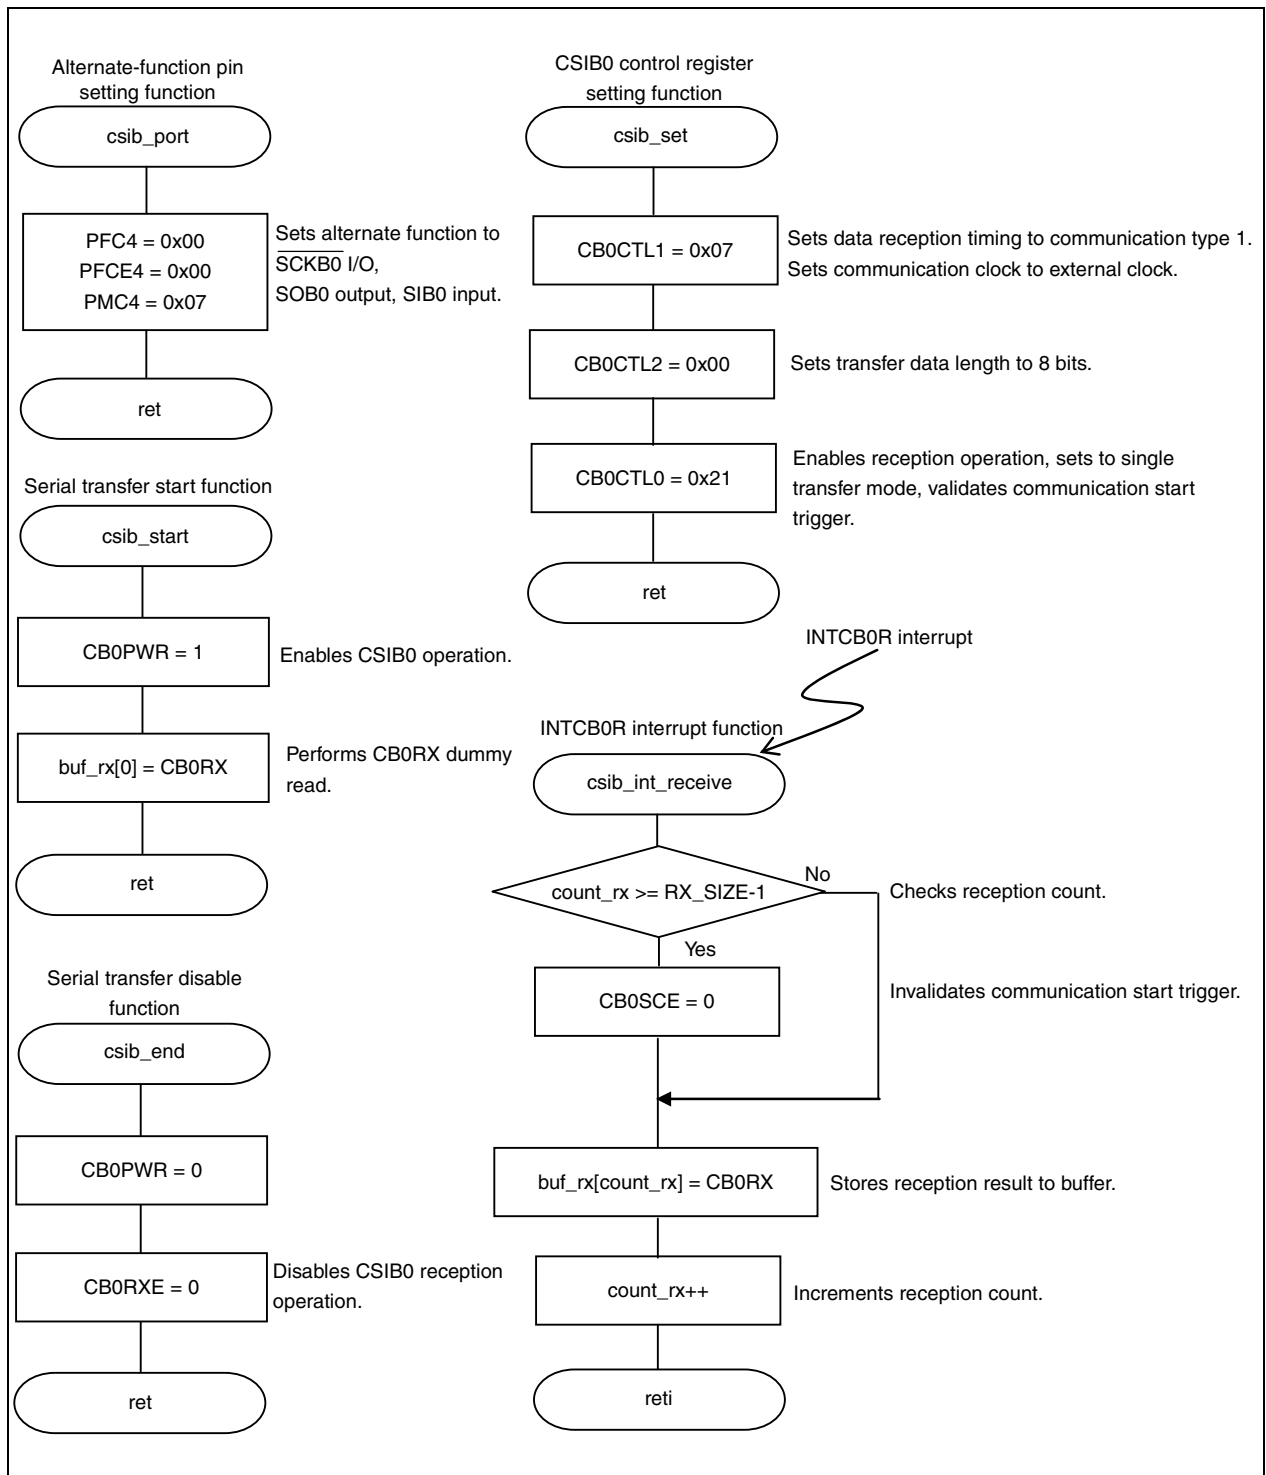 Alternate-function pin
setting function
csib_port
PFC4 = 0x00
PFCE4 = 0x00
PMC4 = 0x07
Sets alternate function to
SCKB0 I/O,
SOB0 output, SIB0 input.
ret
Serial transfer start function
csib_start
CB0PWR = 1
Enables CSIB0 operation.
buf_rx[0] = CB0RX
Performs CB0RX dummy
read.
ret
Serial transfer disable
function
csib_end
CB0PWR = 0
CB0RXE = 0
Disables CSIB0 reception
operation.
ret
CSIB0 control register
setting function
csib_set
CB0CTL1 = 0x07
Sets data reception timing to communication type 1.
Sets communication clock to external clock.
CB0CTL2 = 0x00
Sets transfer data length to 8 bits.
CB0CTL0 = 0x21
Enables reception operation, sets to single
transfer mode, validates communication start
trigger.
ret
INTCB0R interrupt
INTCB0R interrupt function
csib_int_receive
count_rx >= RX_SIZE-1
No
Checks reception count.
Yes
CB0SCE = 0
Invalidates communication start trigger.
buf_rx[count_rx] = CB0RX
Stores reception result to buffer.
count_rx++
Increments reception count.
reti